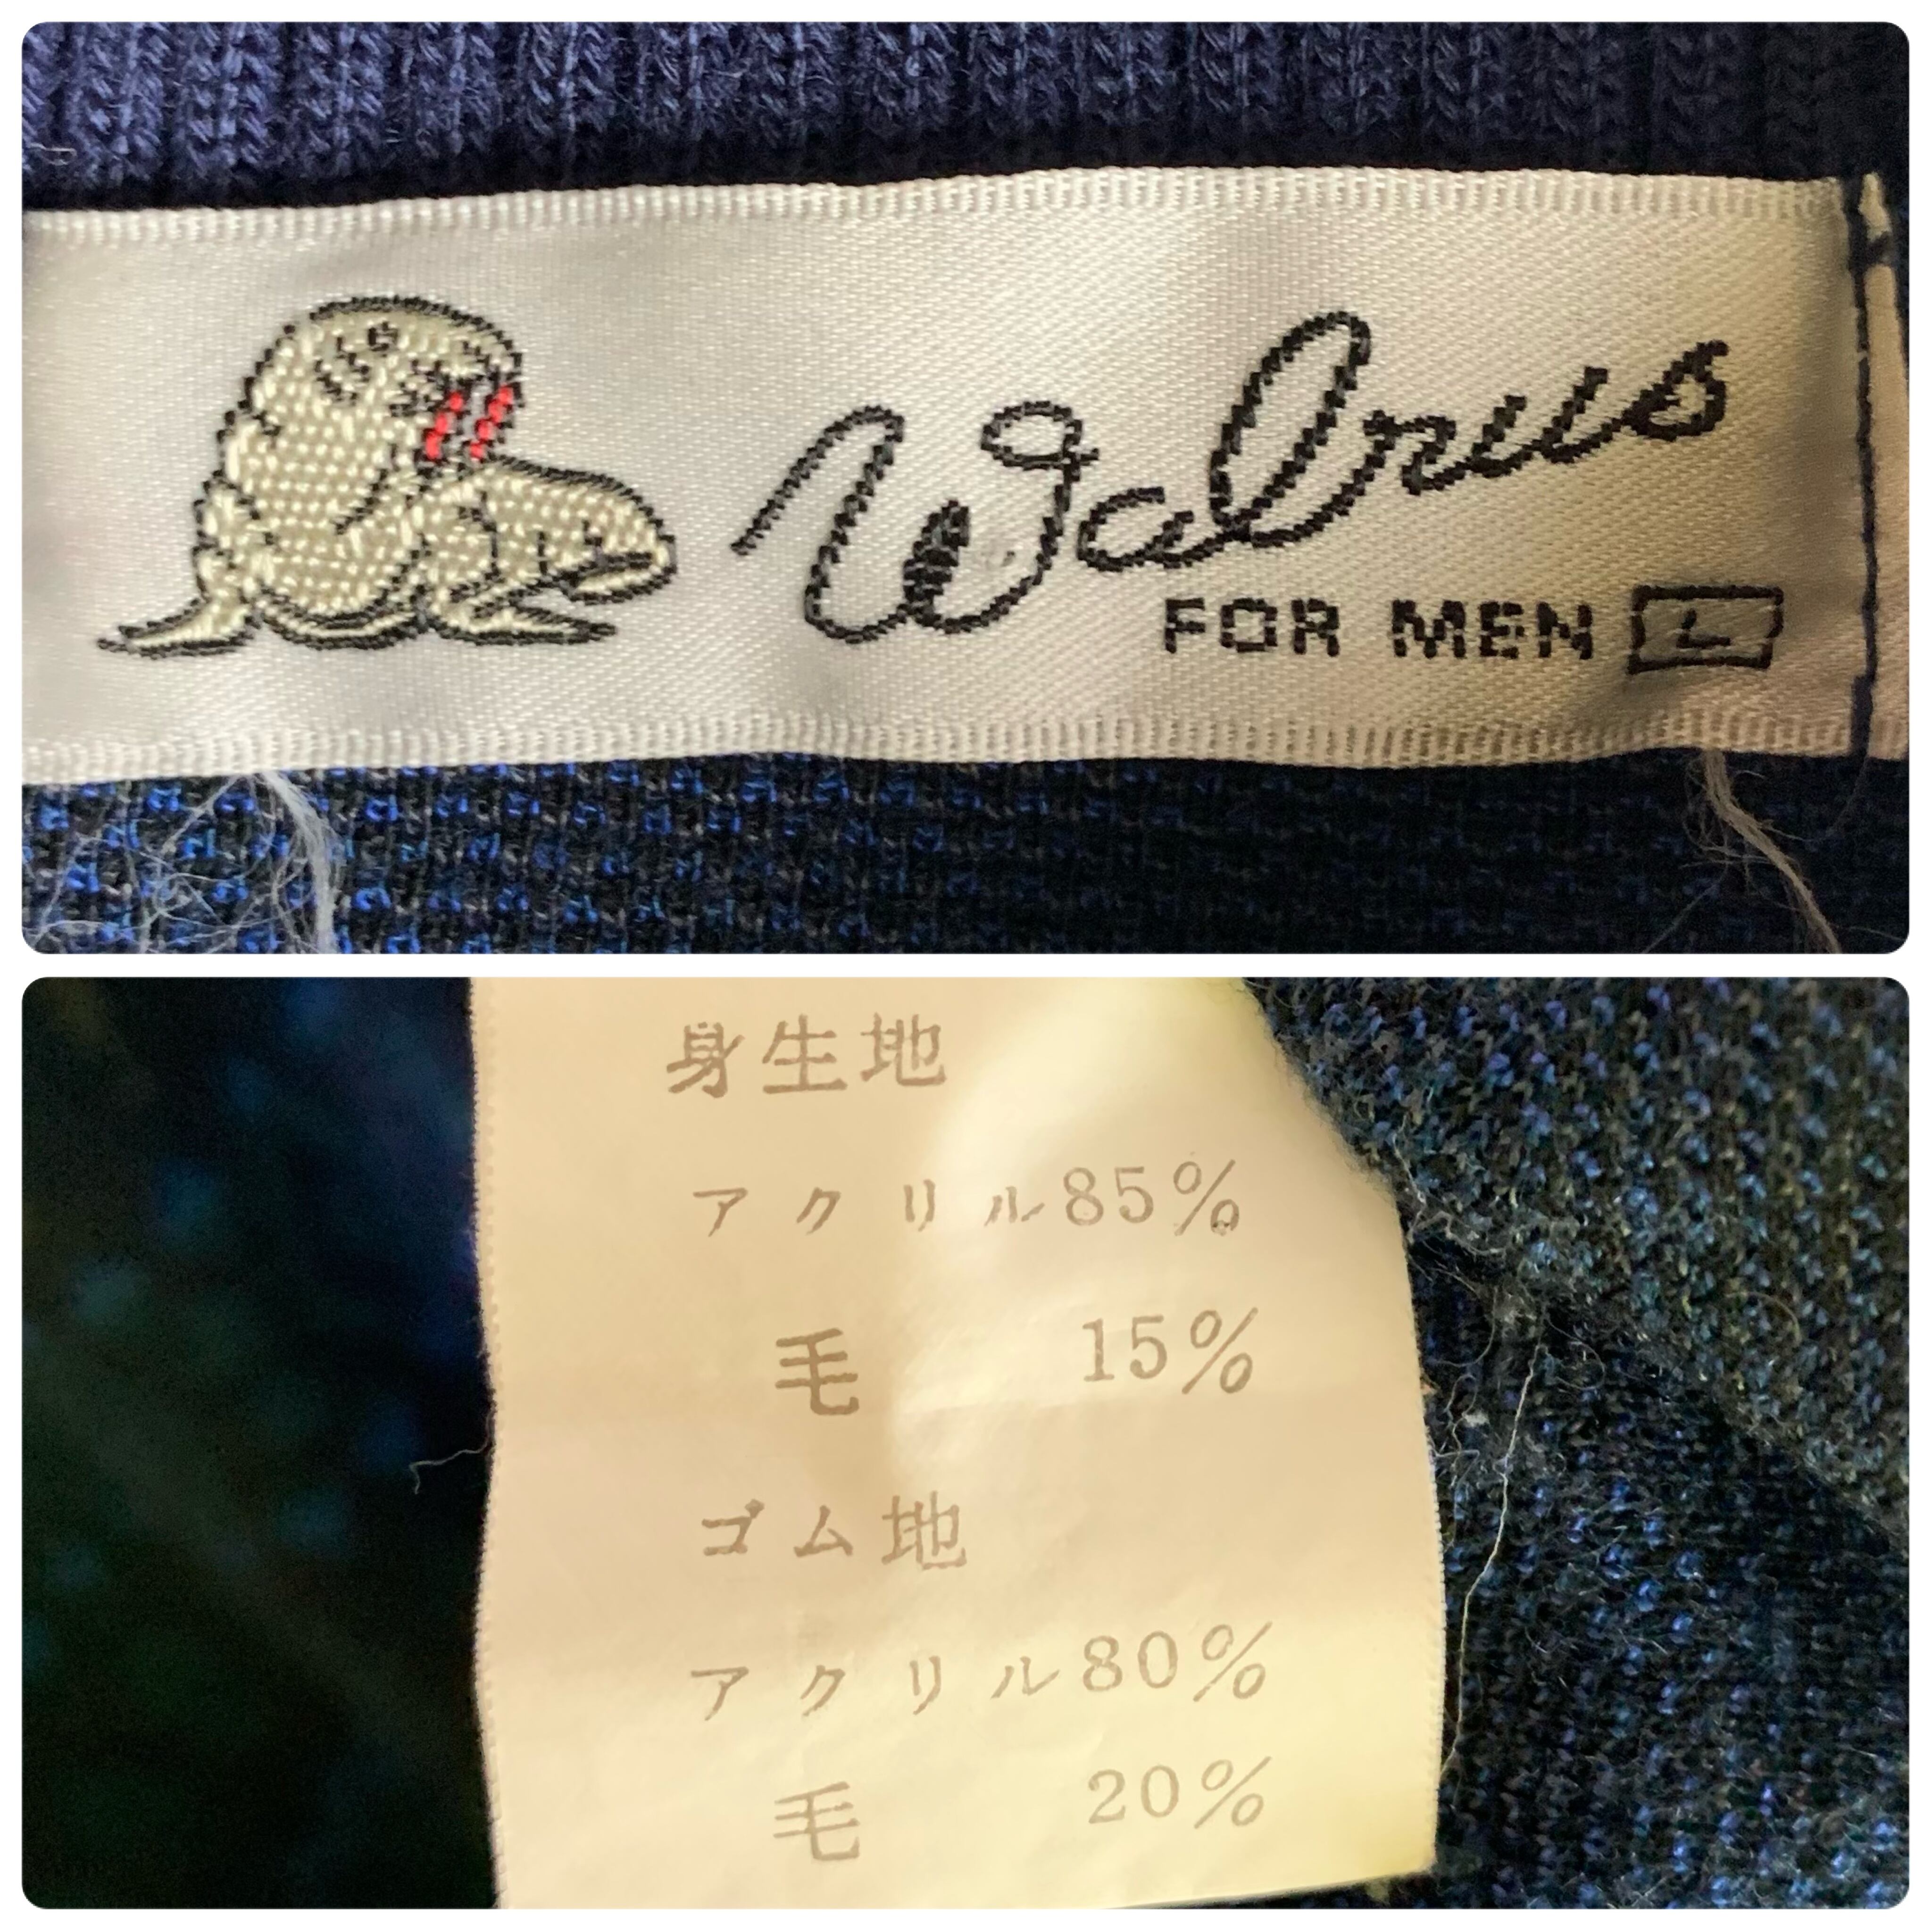 Walrus
FOR MEN L
身生地
アクリル85%
毛 15%
ゴム地
アクリル80%
毛 20%